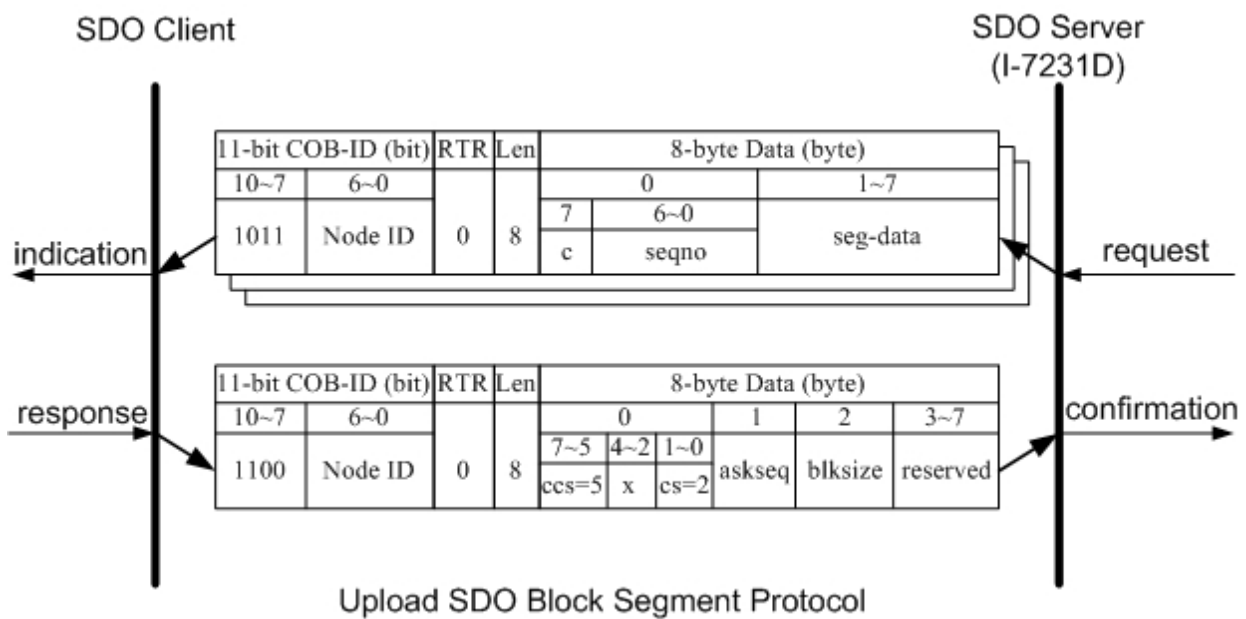 SDO Client
SDO Server
(I-7231D)
11-bit COB-ID (bit) RTR Len 8-byte Data (byte)
10~7 6~0 0 1~7
1011 Node ID 0 8 7 6~0 seg-data
c seqno
indication
request
11-bit COB-ID (bit) RTR Len 8-byte Data (byte)
10~7 6~0 0 1 2 3~7
1100 Node ID 0 8 7~5 4~2 1~0 askseq blksize reserved
ccs=5 x cs=2
response
confirmation
Upload SDO Block Segment Protocol